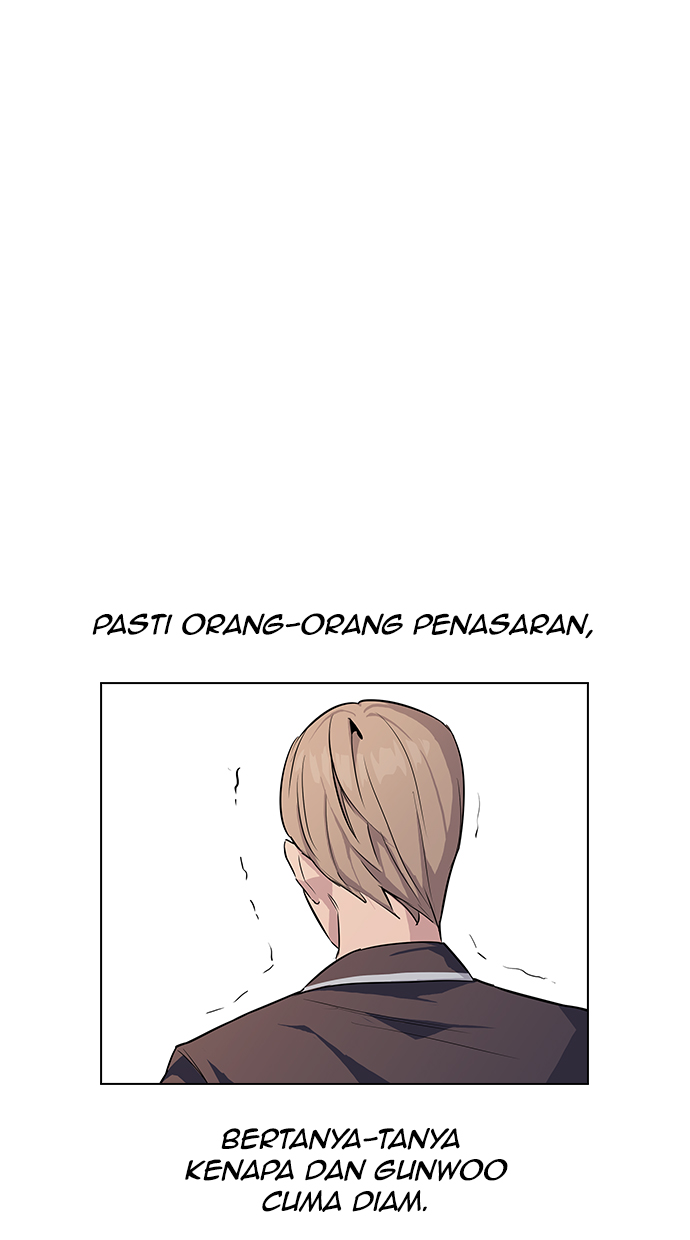 PASTI ORANG-ORANG PENASARAN,
BERTANYA-TANYA
KENAPA DAN GUNWOO
CUMA DIAM.